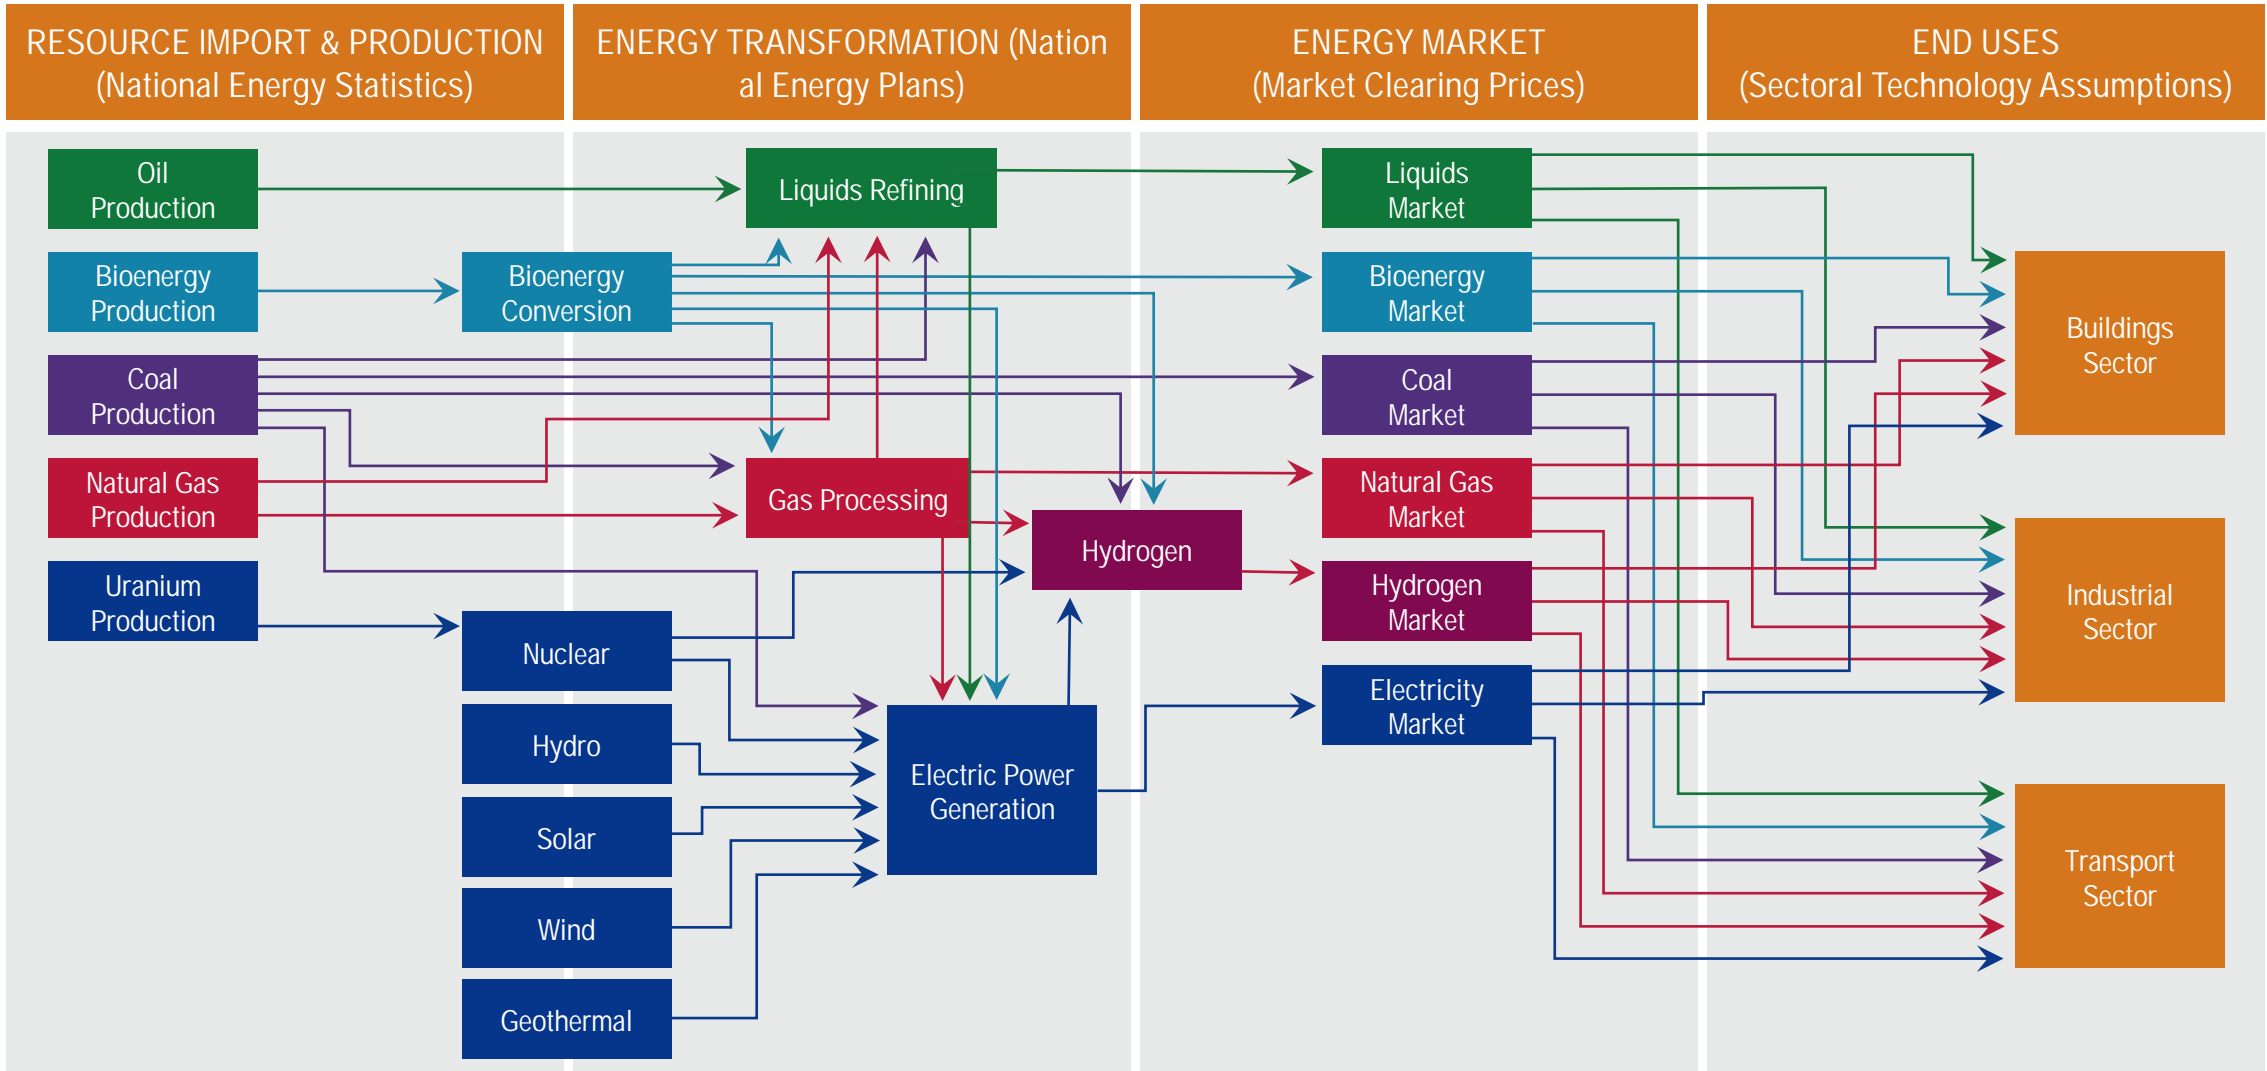 RESOURCE IMPORT & PRODUCTION
(National Energy Statistics)
ENERGY TRANSFORMATION (Nation
al Energy Plans)
ENERGY MARKET
(Market Clearing Prices)
END USES
(Sectoral Technology Assumptions)
Oil
Production
Bioenergy
Production
Coal
Production
Natural Gas
Production
Uranium
Production
Bioenergy
Conversion
Nuclear
Hydro
Solar
Wind
Geothermal
Liquids Refining
Gas Processing
Hydrogen
Electric Power
Generation
Liquids
Market
Bioenergy
Market
Coal
Market
Natural Gas
Market
Hydrogen
Market
Electricity
Market
Buildings
Sector
Industrial
Sector
Transport
Sector